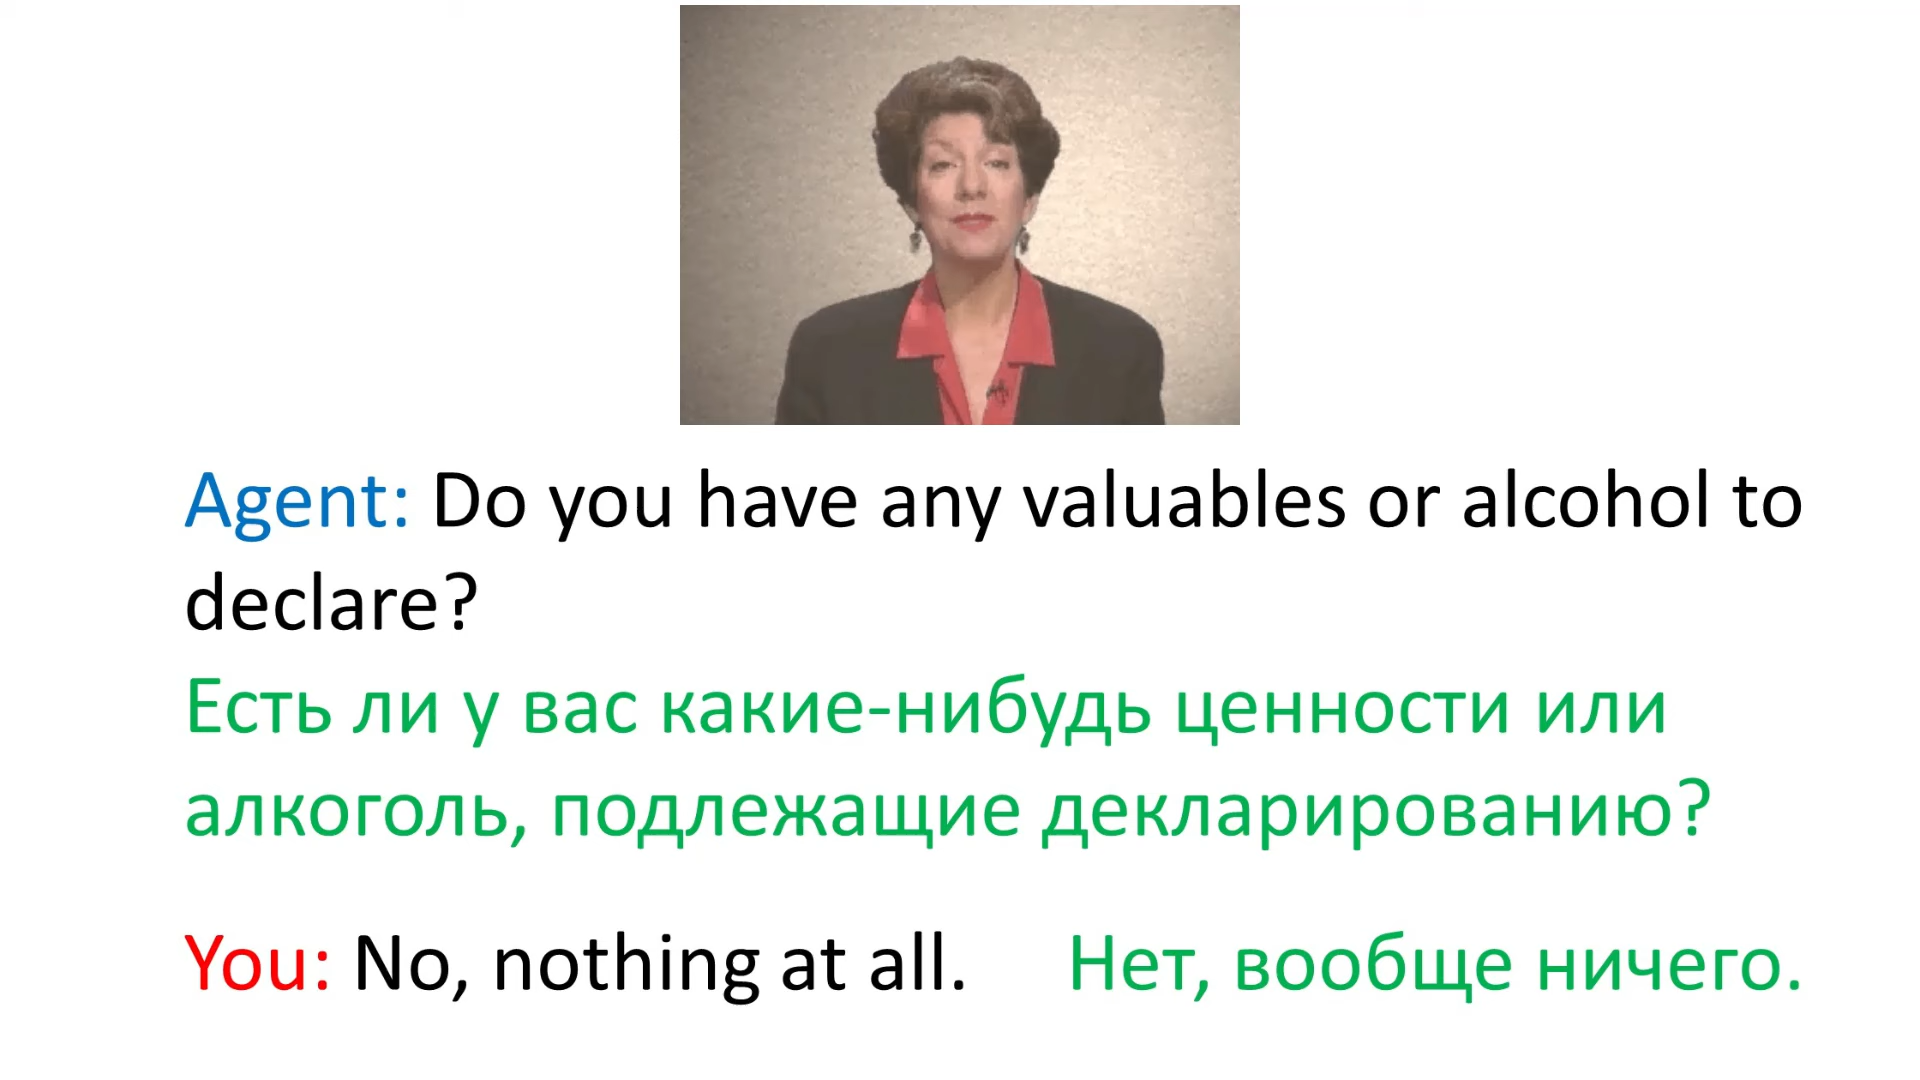 Agent: Do you have any valuables or alcohol to
declare?
Есть ли у вас какие-нибудь ценности или
алкоголь, подлежащие декларированию?
You: No, nothing at all. Нет, вообще ничего.